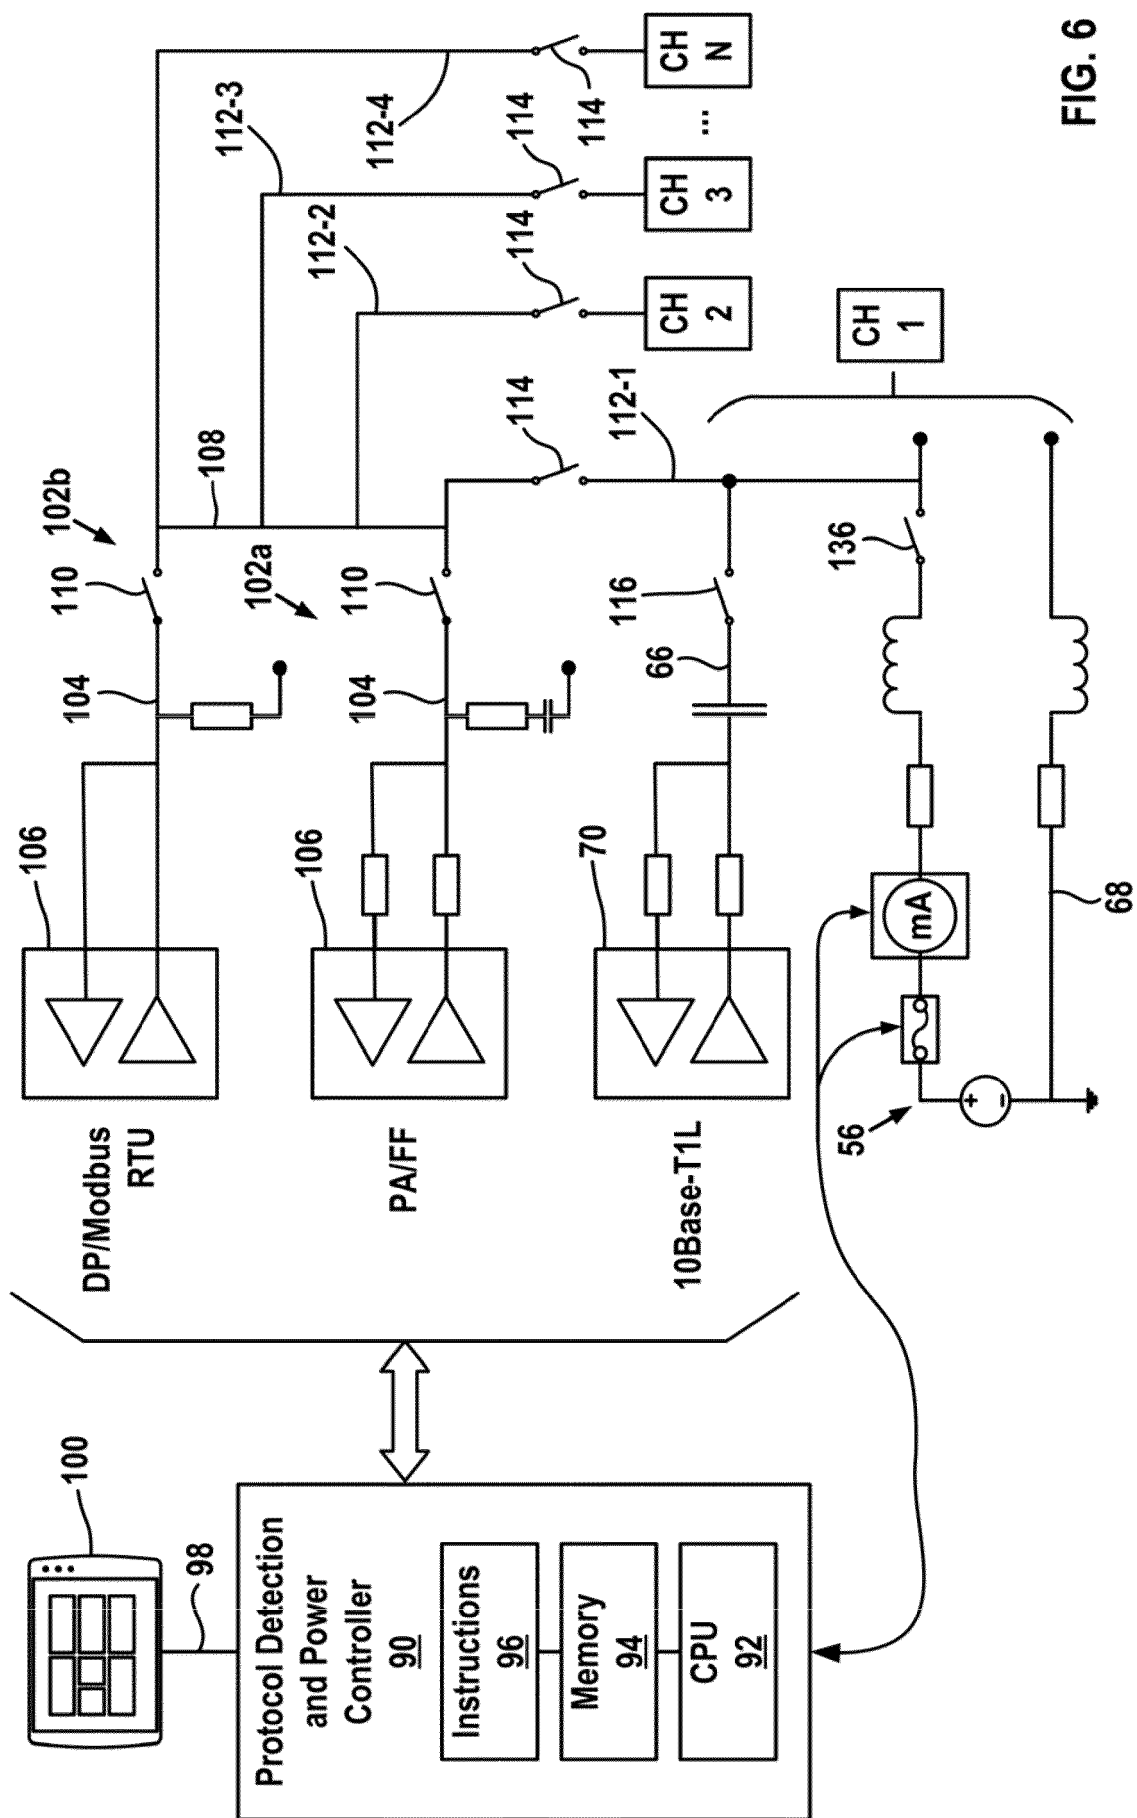 100
98
Protocol Detection
and Power
Controller
90
Instructions
96
Memory
94
CPU
92
DP/Modbus
RTU
PA/FF
10Base-T1L
106
106
70
104
104
66
110
110
116
102b
102a
108
112-3
112-4
112-2
112-1
114
114
114
114
CH
N
...
CH
3
CH
2
CH
1
136
mA
68
56
+
−
FIG. 6